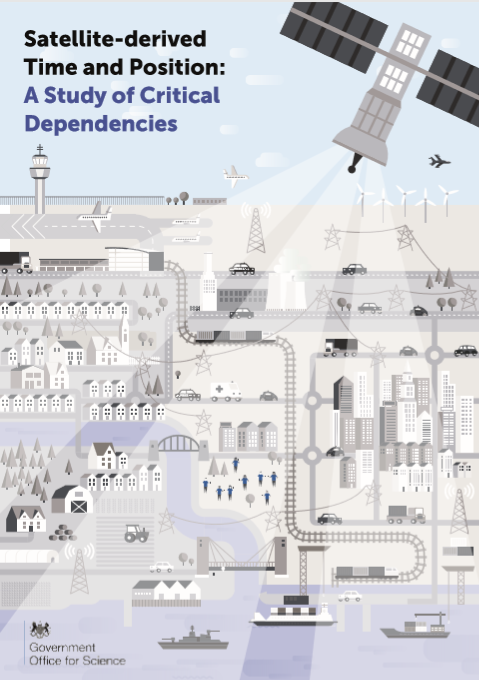 Satellite-derived
Time and Position:
A Study of Critical
Dependencies
Government
Office for Science